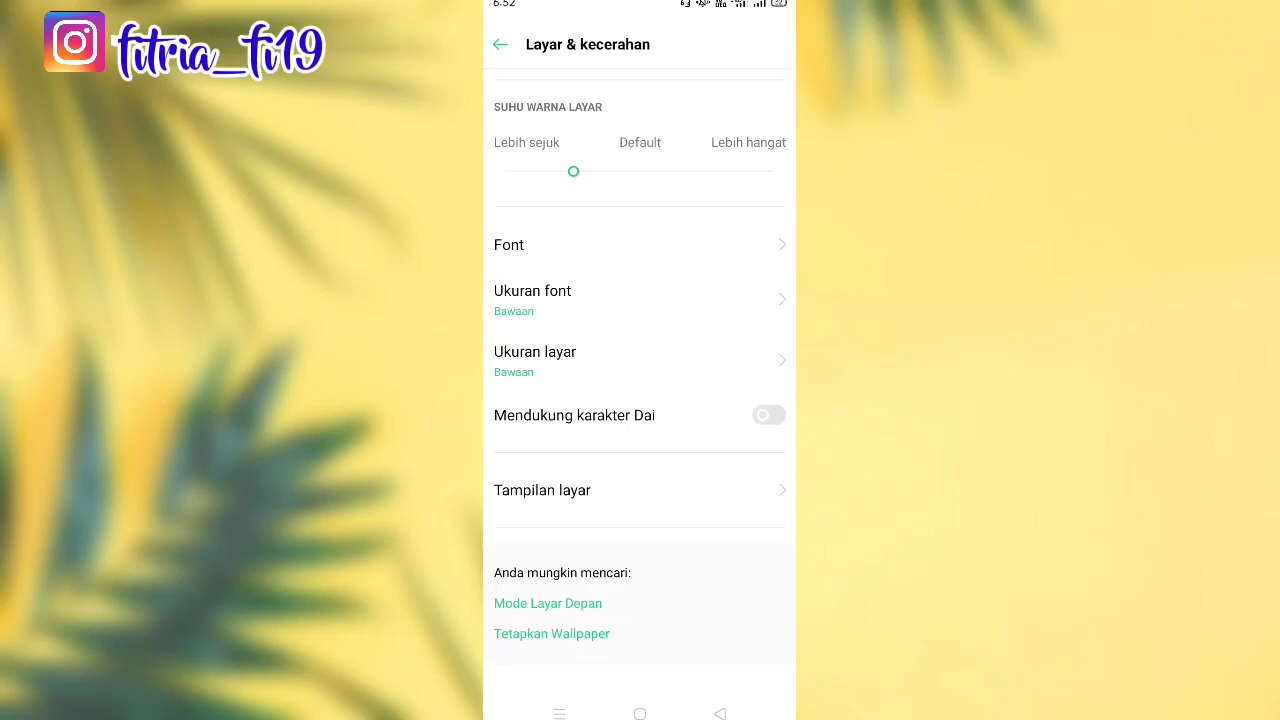 fitria_fi19
6.52
Layar & kecerahan
SUHU WARNA LAYAR
Lebih sejuk Default Lebih hangat
Font
Ukuran font
Bawaan
Ukuran layar
Bawaan
Mendukung karakter Dai
Tampilan layar
Anda mungkin mencari:
Mode Layar Depan
Tetapkan Wallpaper